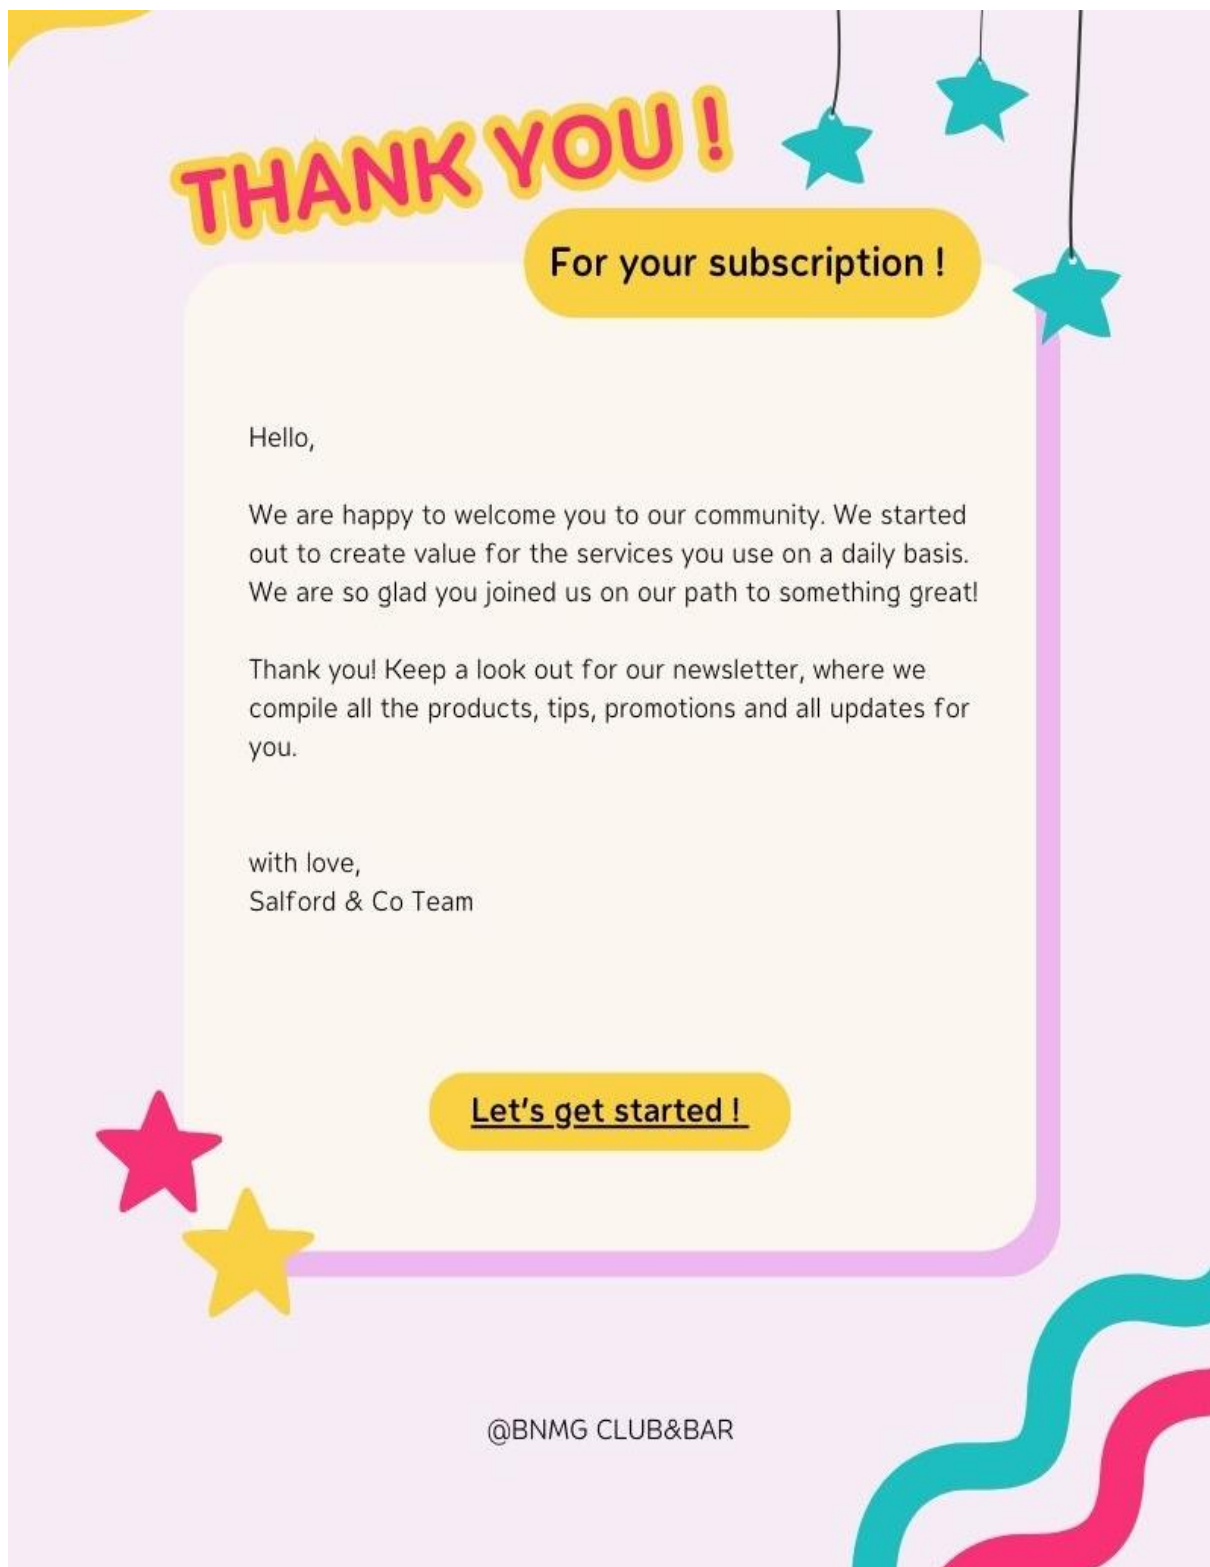 THANK YOU !
For your subscription !
Hello,
We are happy to welcome you to our community. We started
out to create value for the services you use on a daily basis.
We are so glad you joined us on our path to something great!
Thank you! Keep a look out for our newsletter, where we
compile all the products, tips, promotions and all updates for
you.
with love,
Salford & Co Team
Let's get started !
@BNMG CLUB&BAR